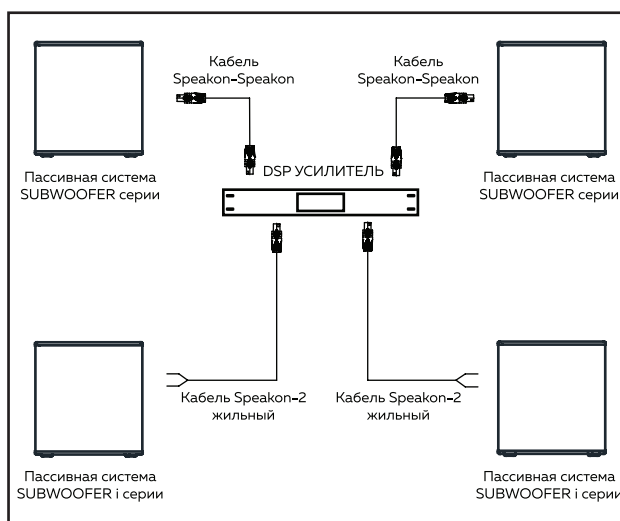 Кабель
Speakon-Speakon
Кабель
Speakon-Speakon
DSP УСИЛИТЕЛЬ
Пассивная система
SUBWOOFER серии
Пассивная система
SUBWOOFER серии
Кабель Speakon-2
жильный
Кабель Speakon-2
жильный
Пассивная система
SUBWOOFER i серии
Пассивная система
SUBWOOFER i серии